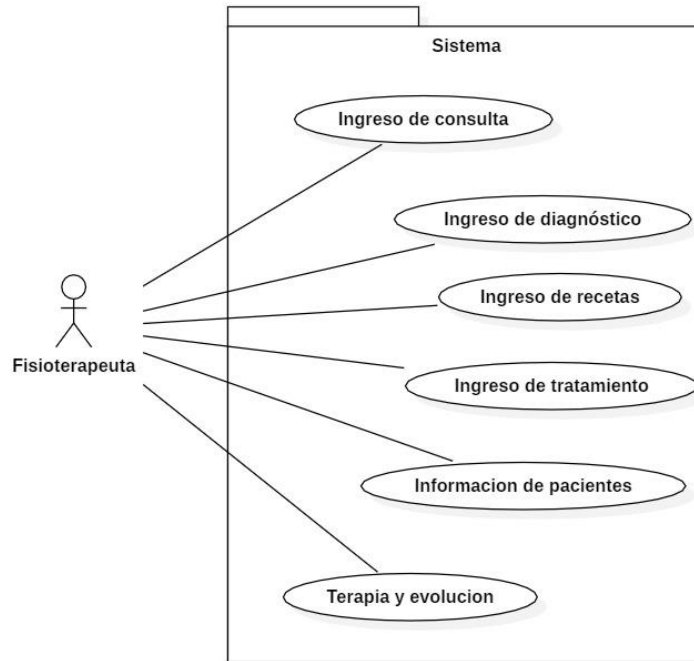 Sistema
Ingreso de consulta
Ingreso de diagnóstico
Ingreso de recetas
Fisioterapeuta
Ingreso de tratamiento
Informacion de pacientes
Terapia y evolucion